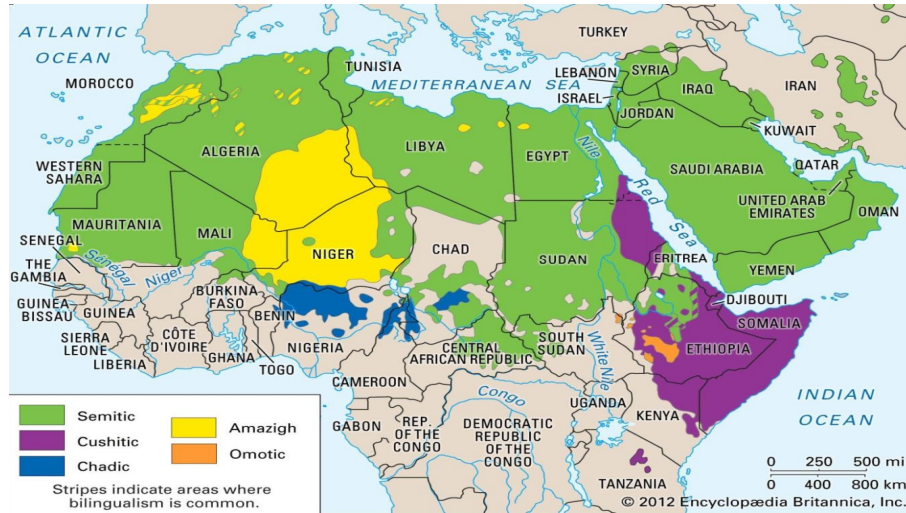 ATLANTIC
OCEAN
TURKEY
MOROCCO
TUNISIA
MEDITERRANEAN SEA
LEBANON
SYRIA
ISRAEL
IRAQ
IRAN
JORDAN
KUWAIT
ALGERIA
LIBYA
EGYPT
Nile
WESTERN
SAHARA
SAUDI ARABIA
QATAR
Red
Sea
UNITED ARAB
EMIRATES
OMAN
MAURITANIA
MALI
NIGER
CHAD
SUDAN
ERITREA
YEMEN
SENEGAL
THE
GAMBIA
Senegal
Niger
GUINEA-
BISSAU
GUINEA
BURKINA
FASO
BENIN
DJIBOUTI
SOMALIA
SIERRA
LEONE
CÔTE
D'IVOIRE
LIBERIA
GHANA
TOGO
NIGERIA
CENTRAL
AFRICAN REPUBLIC
SOUTH
SUDAN
White Nile
ETHIOPIA
CAMEROON
Congo
UGANDA
KENYA
INDIAN
OCEAN
GABON
REP.
OF THE
CONGO
DEMOCRATIC
REPUBLIC
OF THE
CONGO
TANZANIA
Semitic
Cushitic
Chadic
Amazigh
Omotic
Stripes indicate areas where
bilingualism is common.
0 250 500 mi
0 400 800 km
© 2012 Encyclopædia Britannica, Inc.